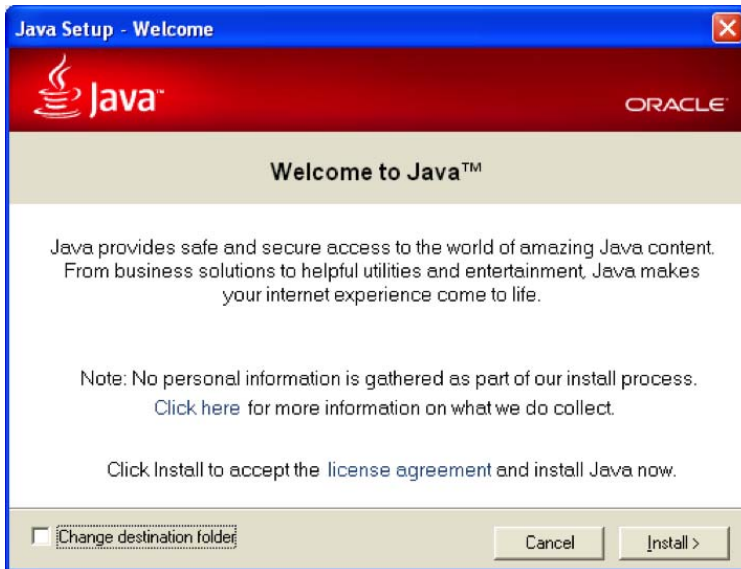 Java Setup - Welcome
Java™
ORACLE
Welcome to Java™
Java provides safe and secure access to the world of amazing Java content.
From business solutions to helpful utilities and entertainment, Java makes
your internet experience come to life.
Note: No personal information is gathered as part of our install process.
Click here for more information on what we do collect.
Click Install to accept the license agreement and install Java now.
Change destination folder
Cancel
Install >